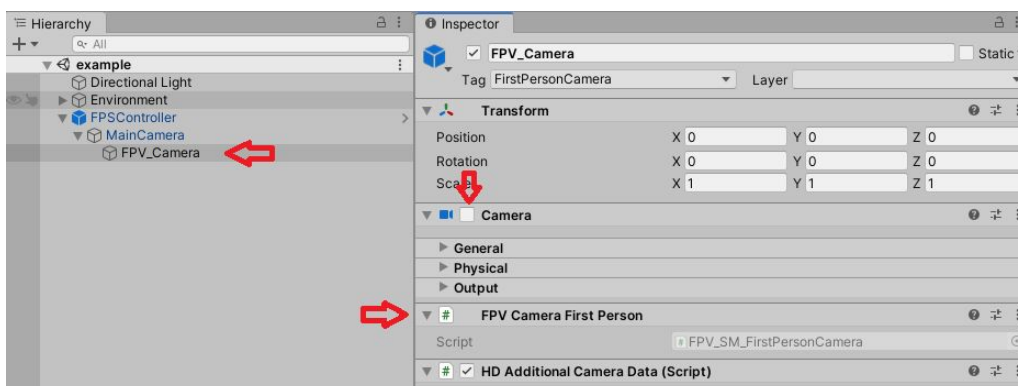 Hierarchy
All
example
Directional Light
Environment
FPSController
MainCamera
FPV_Camera
Inspector
FPV_Camera Static
Tag FirstPersonCamera Layer
Transform
Position X 0 Y 0 Z 0
Rotation X 0 Y 0 Z 0
Scale X 1 Y 1 Z 1
Camera
General
Physical
Output
# FPV Camera First Person
Script # FPV_SM_FirstPersonCamera
# HD Additional Camera Data (Script)